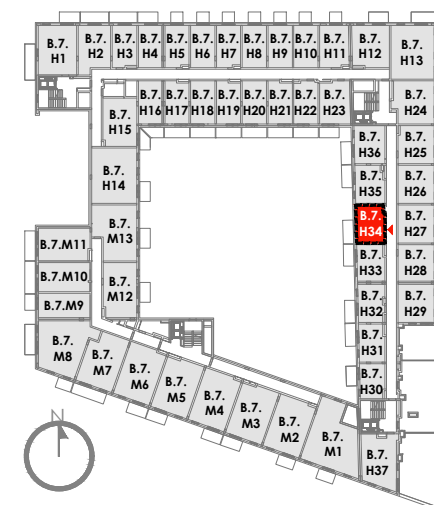 B.7.
H1
B.7.
H2
B.7.
H3
B.7.
H4
B.7.
H5
B.7.
H6
B.7.
H7
B.7.
H8
B.7.
H9
B.7.
H10
B.7.
H11
B.7.
H12
B.7.
H13
B.7.
H15
B.7.
H16
B.7.
H17
B.7.
H18
B.7.
H19
B.7.
H20
B.7.
H21
B.7.
H22
B.7.
H23
B.7.
H24
B.7.
H36
B.7.
H25
B.7.
H14
B.7.
H35
B.7.
H26
B.7.
M13
B.7.
H34
B.7.
H27
B.7.M11
B.7.M10
B.7.M9
B.7.
M12
B.7.
H33
B.7.
H28
B.7.
H32
B.7.
H29
B.7.
H31
B.7.
H30
B.7.
M8
B.7.
M7
B.7.
M6
B.7.
M5
B.7.
M4
B.7.
M3
B.7.
M2
B.7.
M1
B.7.
H37
N